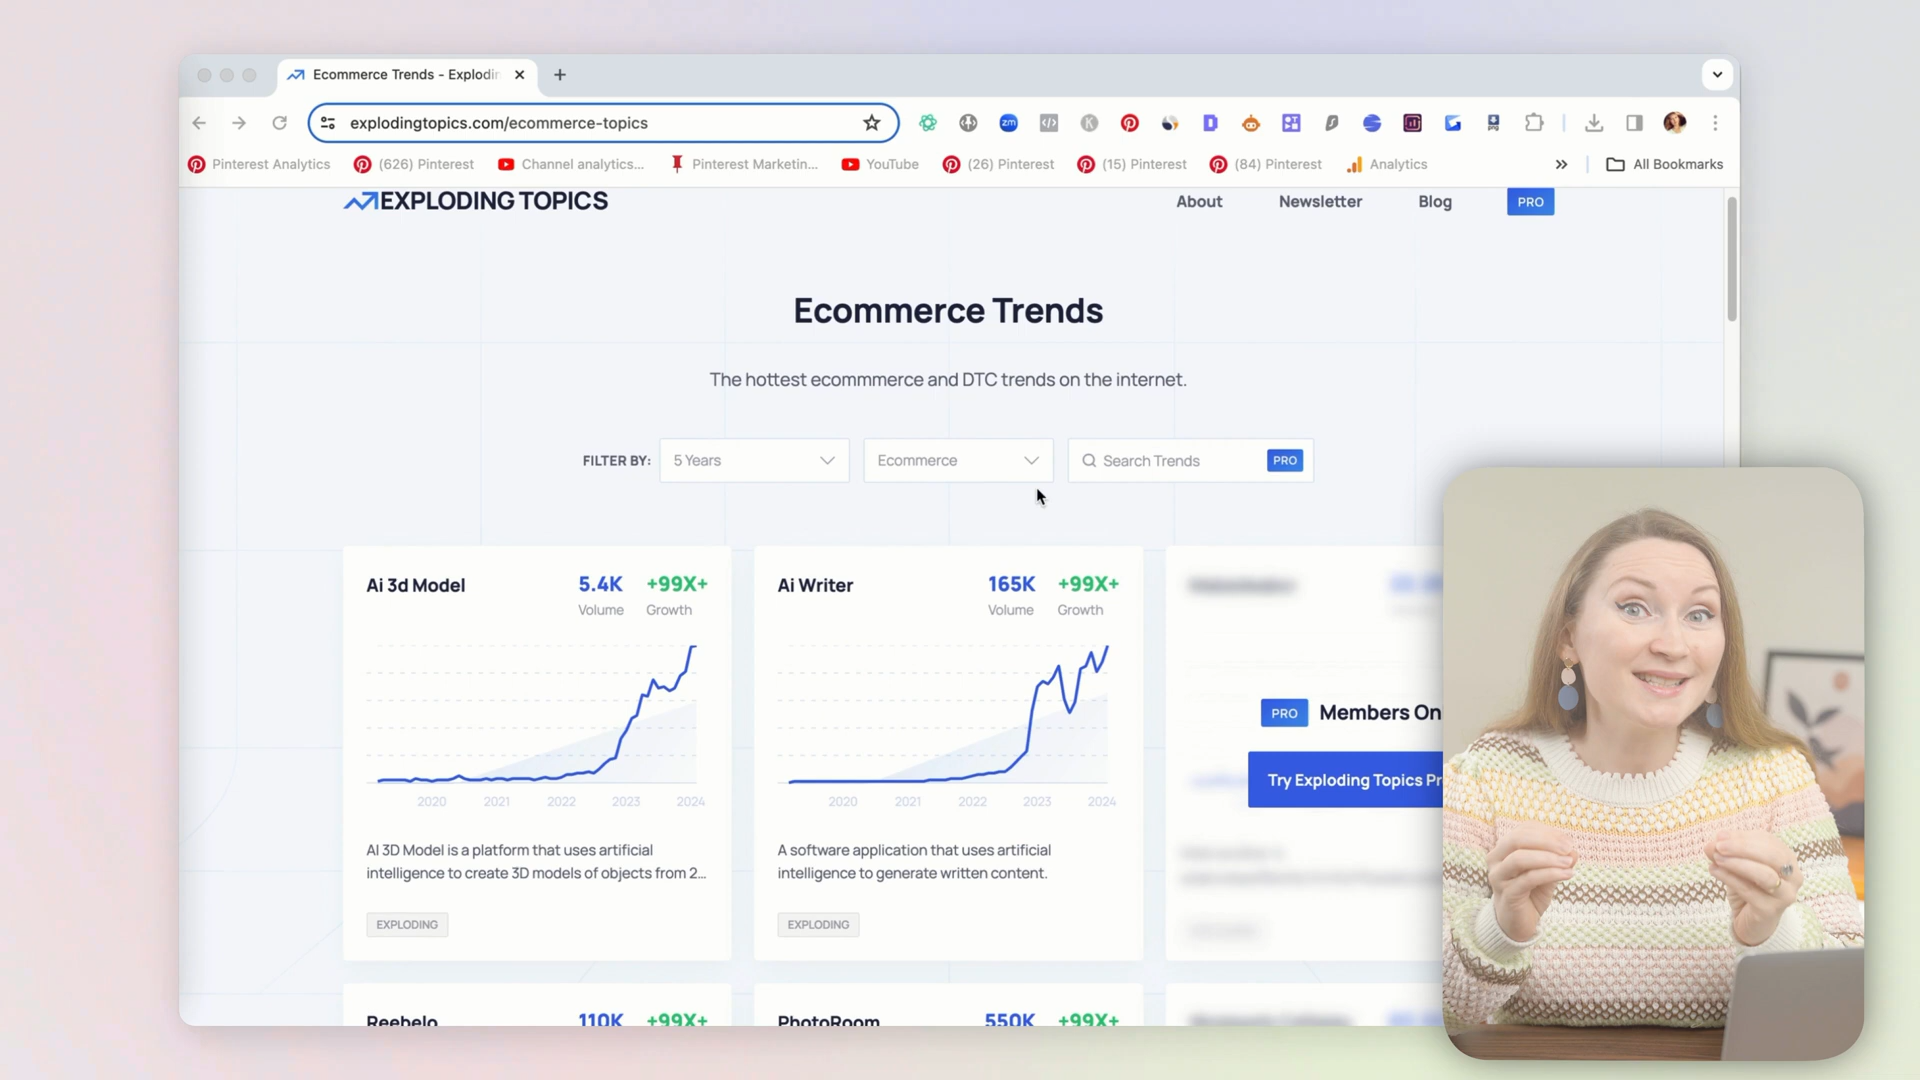 Ecommerce Trends - Explodin
explodingtopics.com/ecommerce-topics
zm
Pinterest Analytics
(626) Pinterest
Channel analytics...
Pinterest Marketin...
YouTube
(26) Pinterest
(15) Pinterest
(84) Pinterest
Analytics
All Bookmarks
EXPLODING TOPICS
About
Newsletter
Blog
PRO
Ecommerce Trends
The hottest ecommmerce and DTC trends on the internet.
FILTER BY:
5 Years
Ecommerce
Search Trends
PRO
Ai 3d Model
5.4K
Volume
+99X+
Growth
2020 2021 2022 2023 2024
AI 3D Model is a platform that uses artificial
intelligence to create 3D models of objects from 2...
EXPLODING
Ai Writer
165K
Volume
+99X+
Growth
2020 2021 2022 2023 2024
A software application that uses artificial
intelligence to generate written content.
EXPLODING
PRO
Members On
Try Exploding Topics Pr
Reebelo
110K
+99X+
PhotoRoom
550K
+99X+